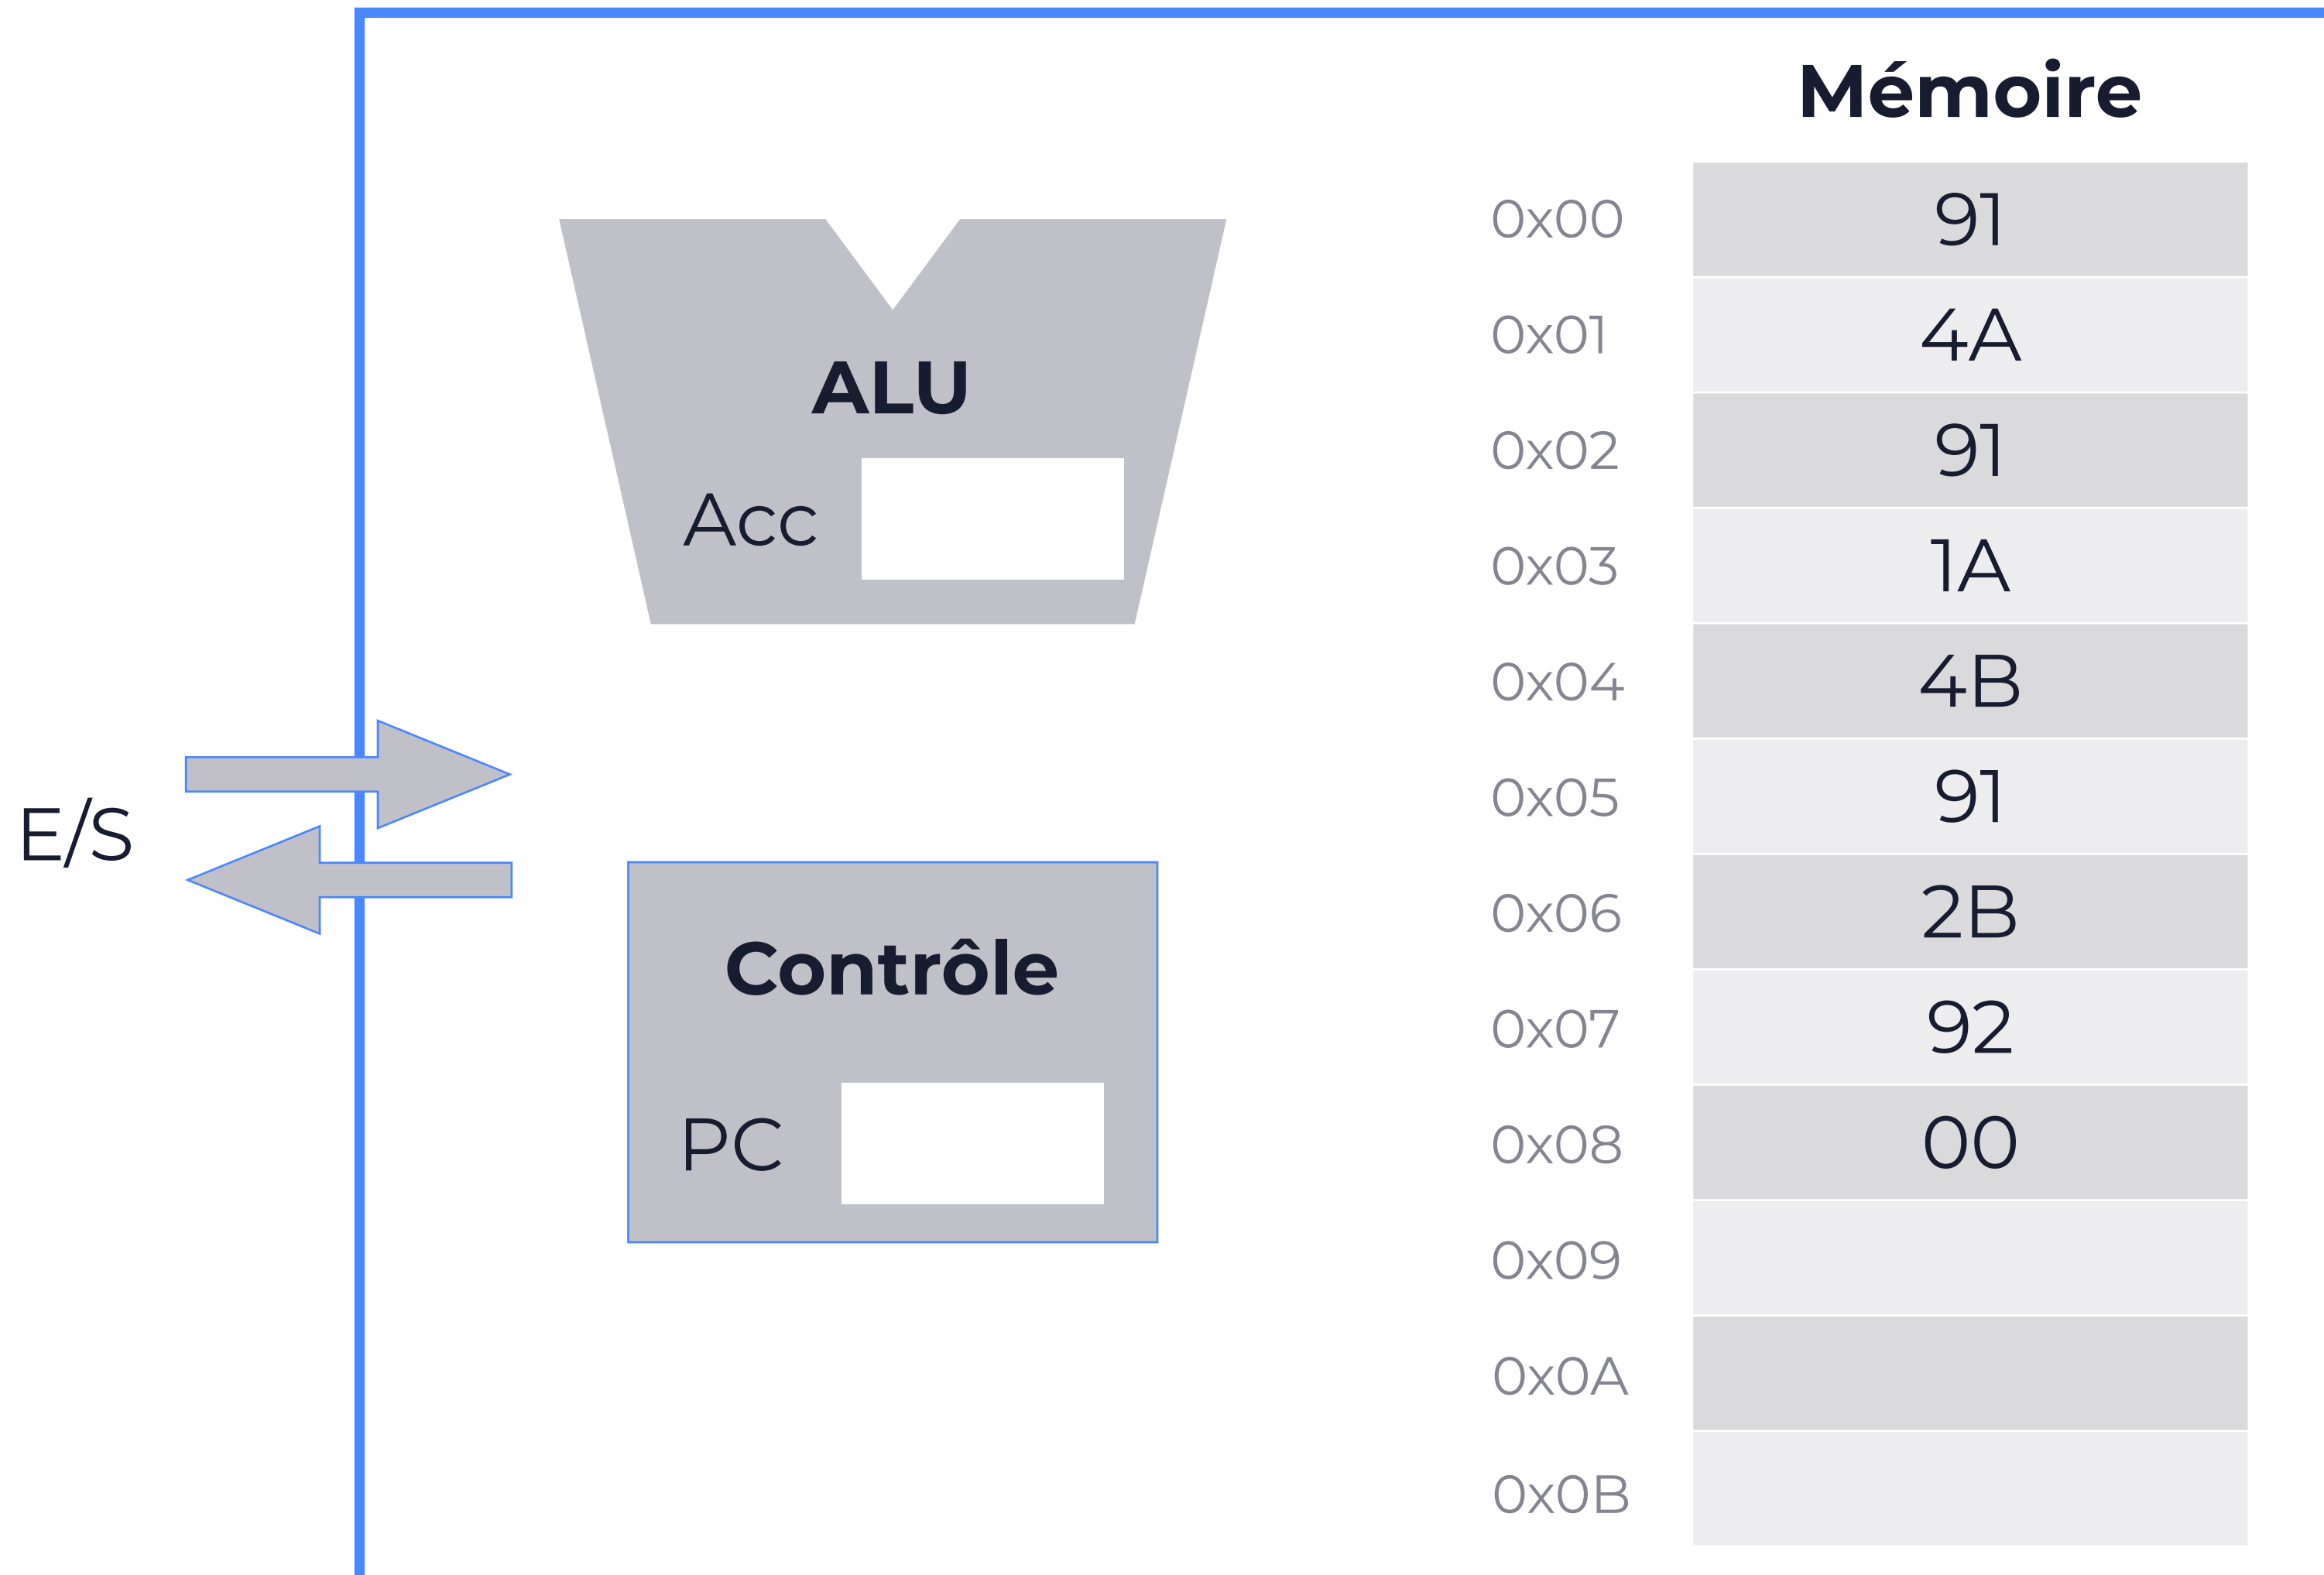 Mémoire
0x00 91
0x01 4A
ALU
0x02 91
Acc
0x03 1A
0x04 4B
0x05 91
E/S
0x06 2B
Contrôle
0x07 92
PC
0x08 00
0x09
0x0A
0x0B